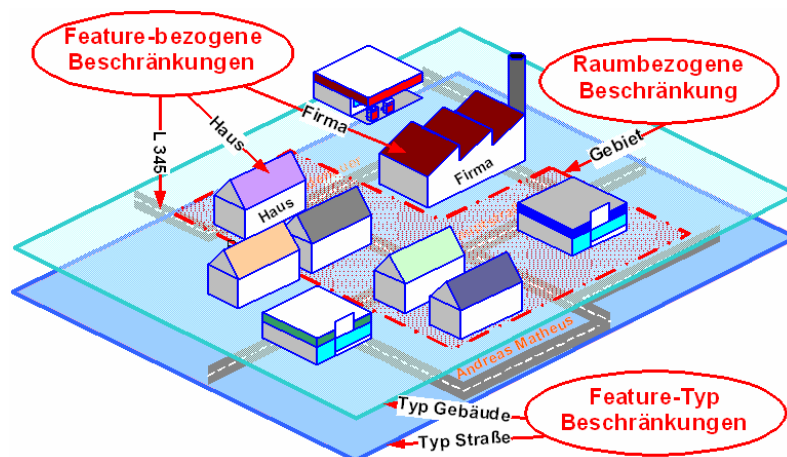 Feature-bezogene
Beschränkungen
Raumbezogene
Beschränkung
L 345
Haus
Firma
Gebiet
Firma
Haus
Andreas Matheus
Typ Gebäude
Typ Straße
Feature-Typ
Beschränkungen